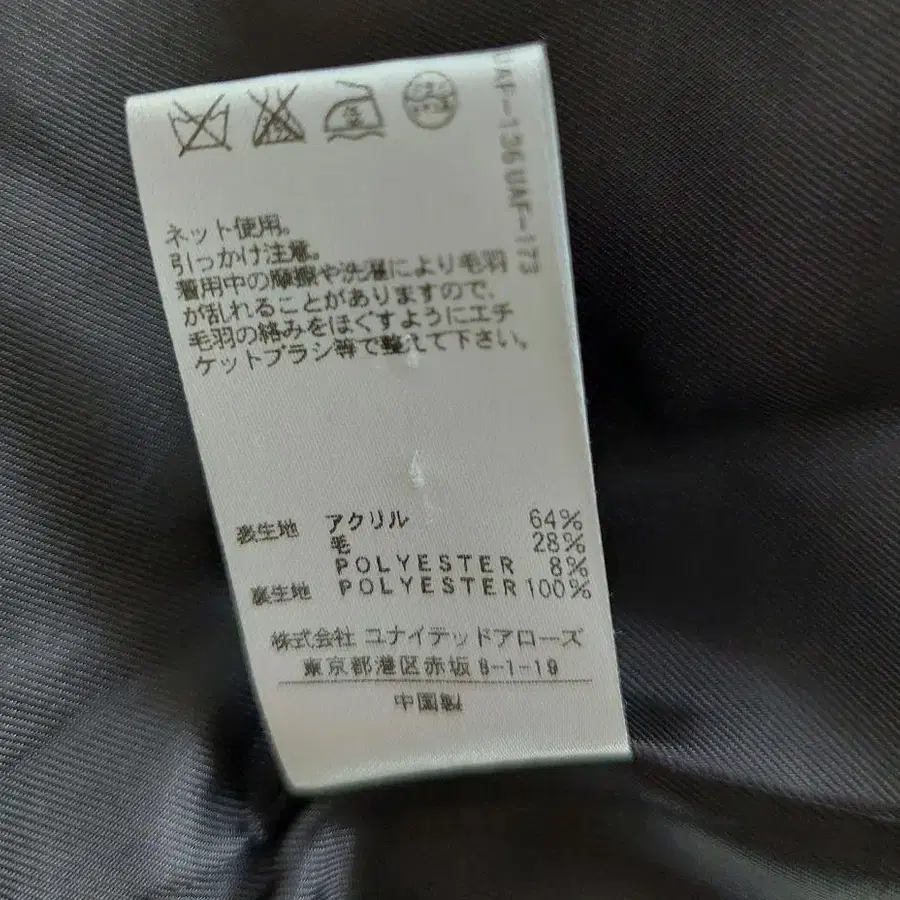 UAF-136 UAF-173
ネット使用。
引っかけ注意。
着用中の摩擦や洗濯により毛羽
が乱れることがありますので、
毛羽の絡みをほぐすようにエチ
ケットブラシ等で整えて下さい。
表生地 アクリル 64%
毛 28%
POLYESTER 8%
裏生地 POLYESTER 100%
株式会社 ユナイテッドアローズ
東京都港区赤坂8-1-19
中国製